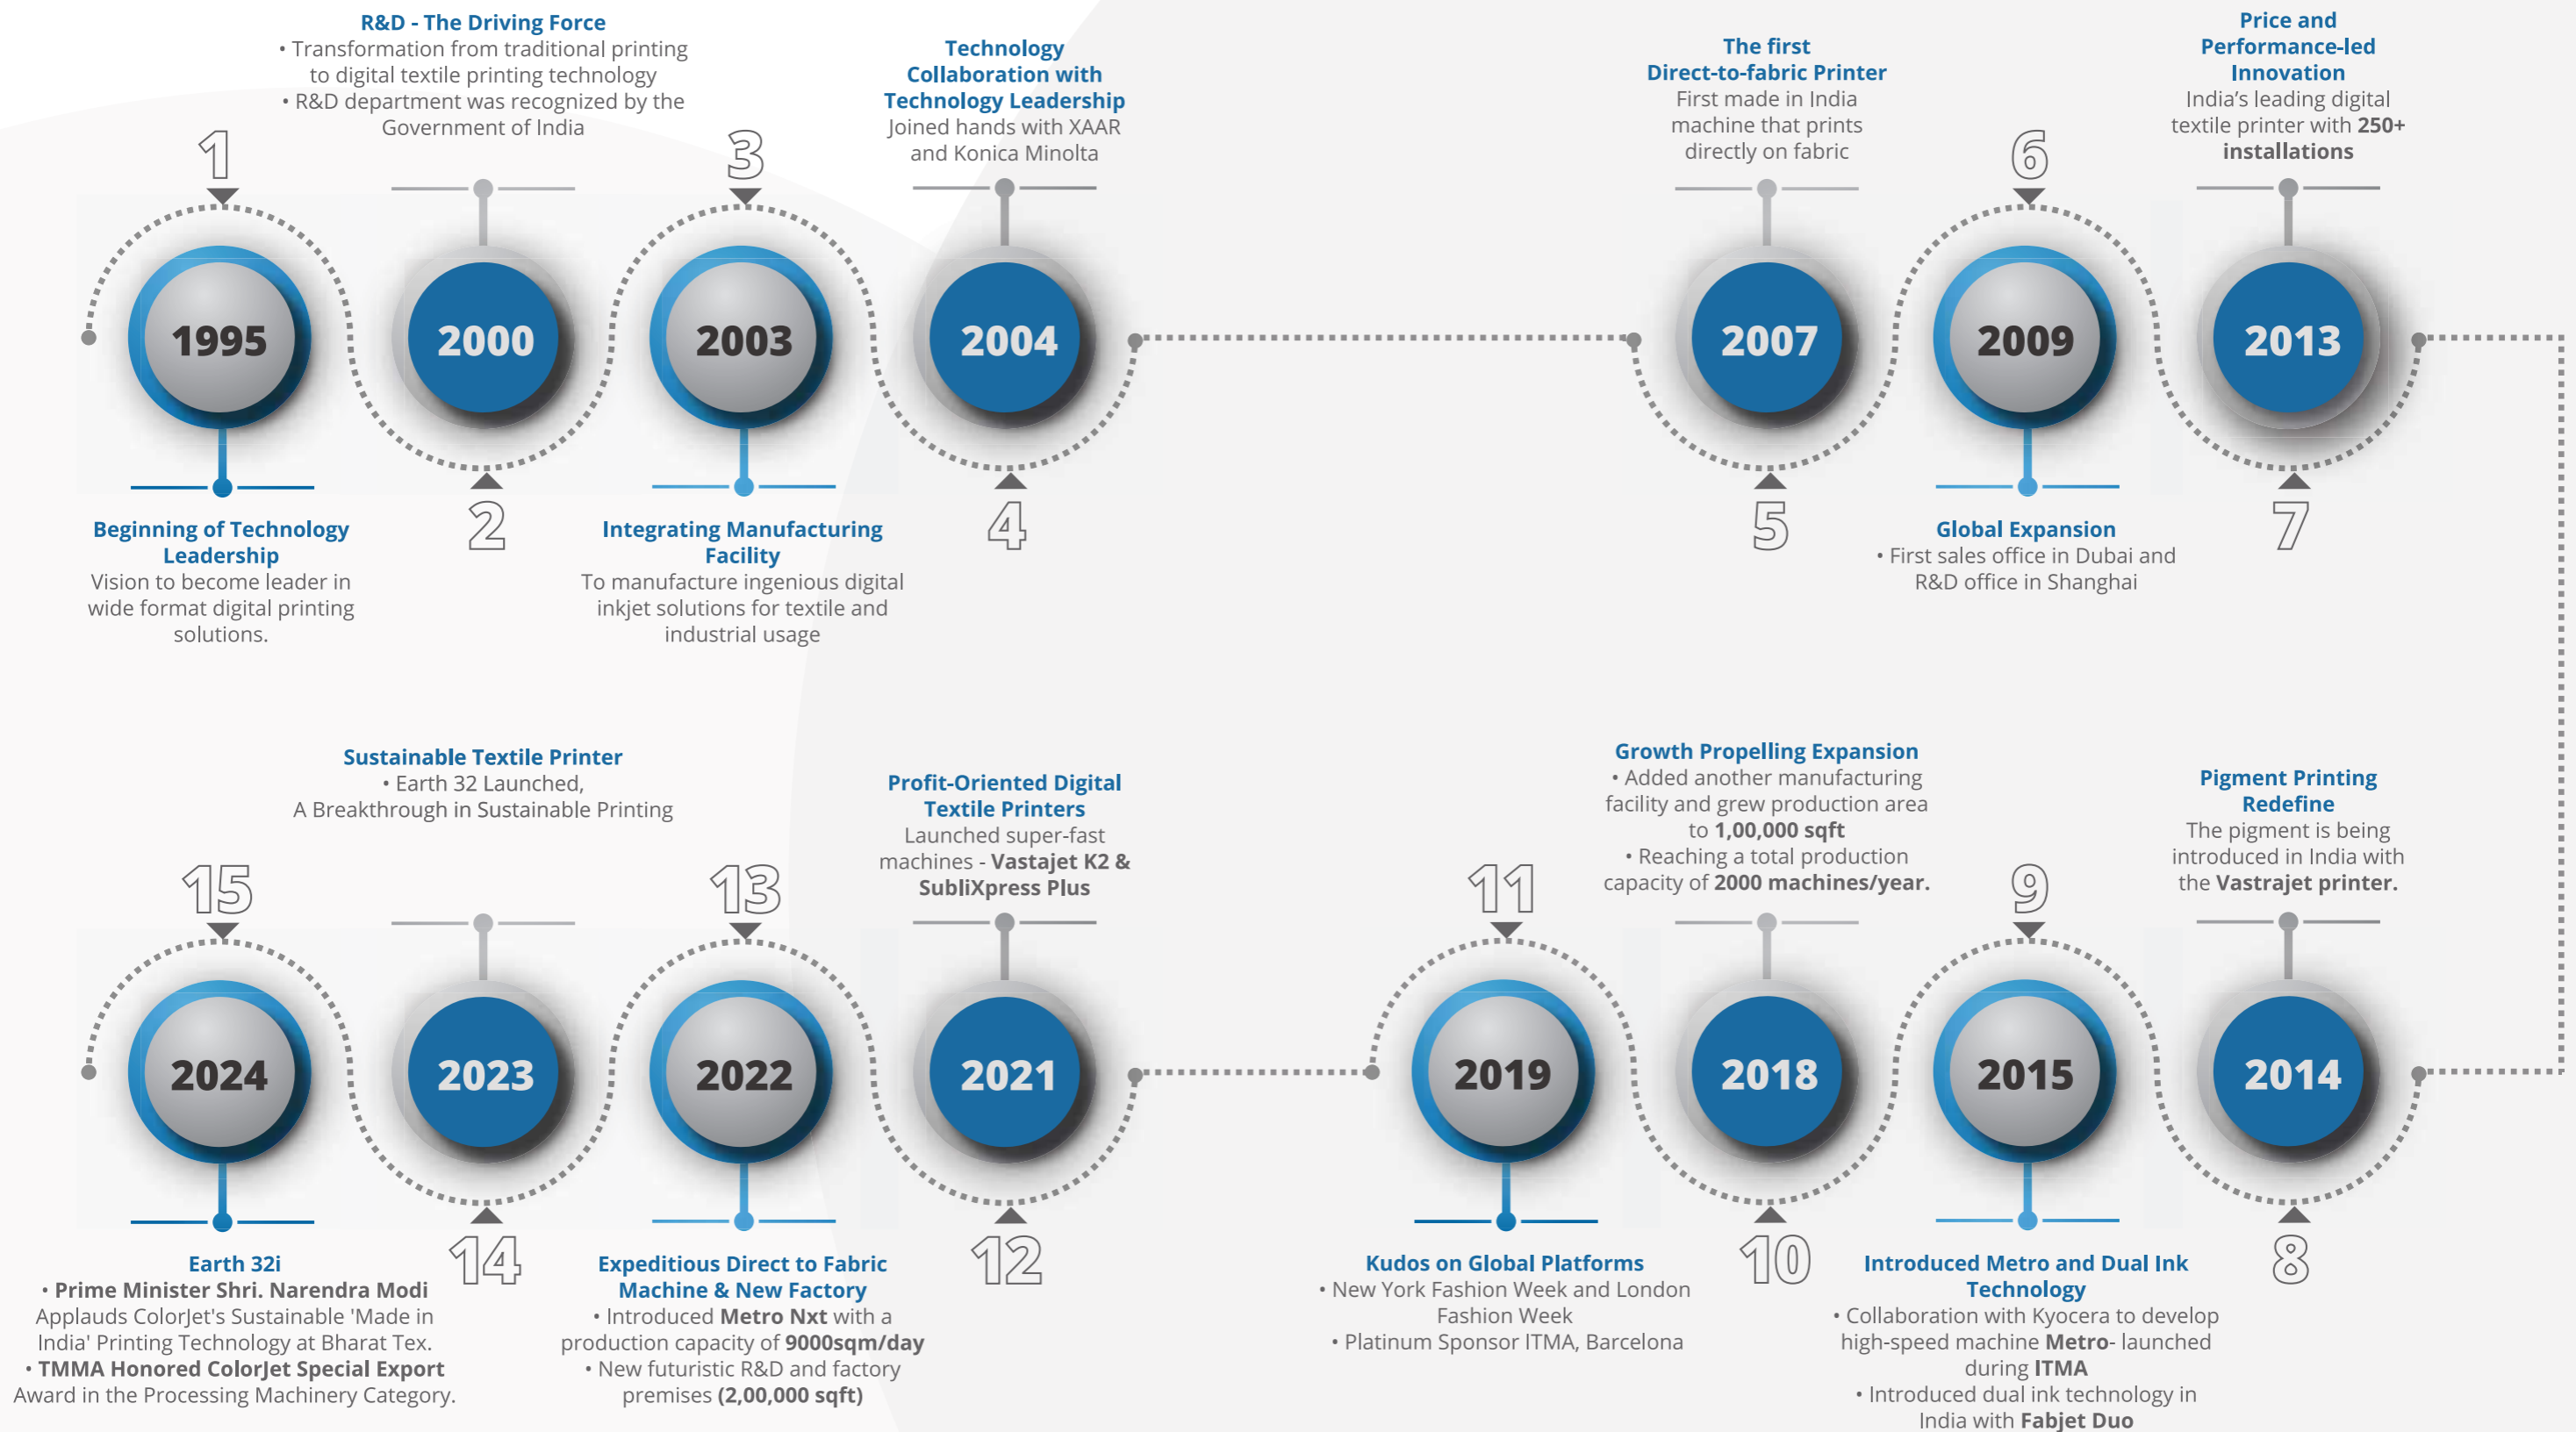 1
1995
Beginning of Technology
Leadership
Vision to become leader in
wide format digital printing
solutions.
R&D - The Driving Force
• Transformation from traditional printing
to digital textile printing technology
• R&D department was recognized by the
Government of India
2000
2
3
2003
Integrating Manufacturing
Facility
To manufacture ingenious digital
inkjet solutions for textile and
industrial usage
Technology
Collaboration with
Technology Leadership
Joined hands with XAAR
and Konica Minolta
2004
4
The first
Direct-to-fabric Printer
First made in India
machine that prints
directly on fabric
2007
5
6
2009
Global Expansion
• First sales office in Dubai and
R&D office in Shanghai
Price and
Performance-led
Innovation
India’s leading digital
textile printer with 250+
installations
2013
7
Pigment Printing
Redefine
The pigment is being
introduced in India with
the Vastrajet printer.
2014
8
9
2015
Introduced Metro and Dual Ink
Technology
• Collaboration with Kyocera to develop
high-speed machine Metro- launched
during ITMA
• Introduced dual ink technology in
India with Fabjet Duo
Growth Propelling Expansion
• Added another manufacturing
facility and grew production area
to 1,00,000 sqft
• Reaching a total production
capacity of 2000 machines/year.
2018
10
11
2019
Kudos on Global Platforms
• New York Fashion Week and London
Fashion Week
• Platinum Sponsor ITMA, Barcelona
Profit-Oriented Digital
Textile Printers
Launched super-fast
machines - Vastajet K2 &
SubliXpress Plus
2021
12
13
2022
Expeditious Direct to Fabric
Machine & New Factory
• Introduced Metro Nxt with a
production capacity of 9000sqm/day
• New futuristic R&D and factory
premises (2,00,000 sqft)
Sustainable Textile Printer
• Earth 32 Launched,
A Breakthrough in Sustainable Printing
2023
14
15
2024
Earth 32i
• Prime Minister Shri. Narendra Modi
Applauds ColorJet's Sustainable 'Made in
India' Printing Technology at Bharat Tex.
• TMMA Honored ColorJet Special Export
Award in the Processing Machinery Category.